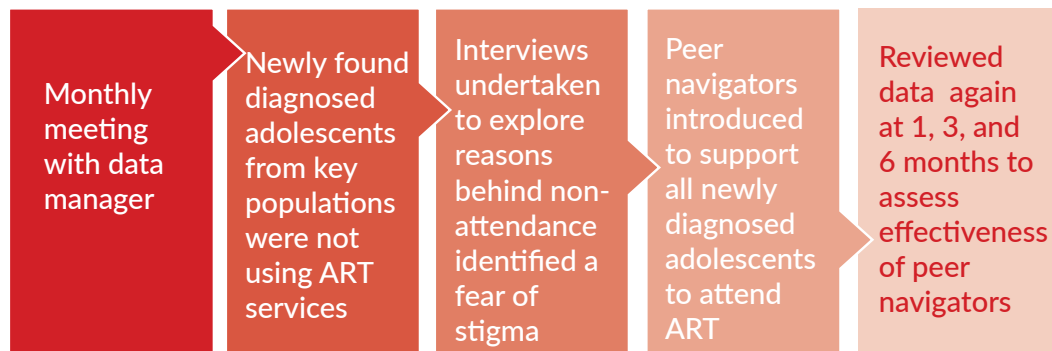 Monthly
meeting
with data
manager
Newly found
diagnosed
adolescents
from key
populations
were not
using ART
services
Interviews
undertaken
to explore
reasons
behind non-
attendance
identified a
fear of
stigma
Peer
navigators
introduced
to support
all newly
diagnosed
adolescents
to attend
ART
Reviewed
data  again
at 1, 3, and
6 months to
assess
effectiveness
of peer
navigators